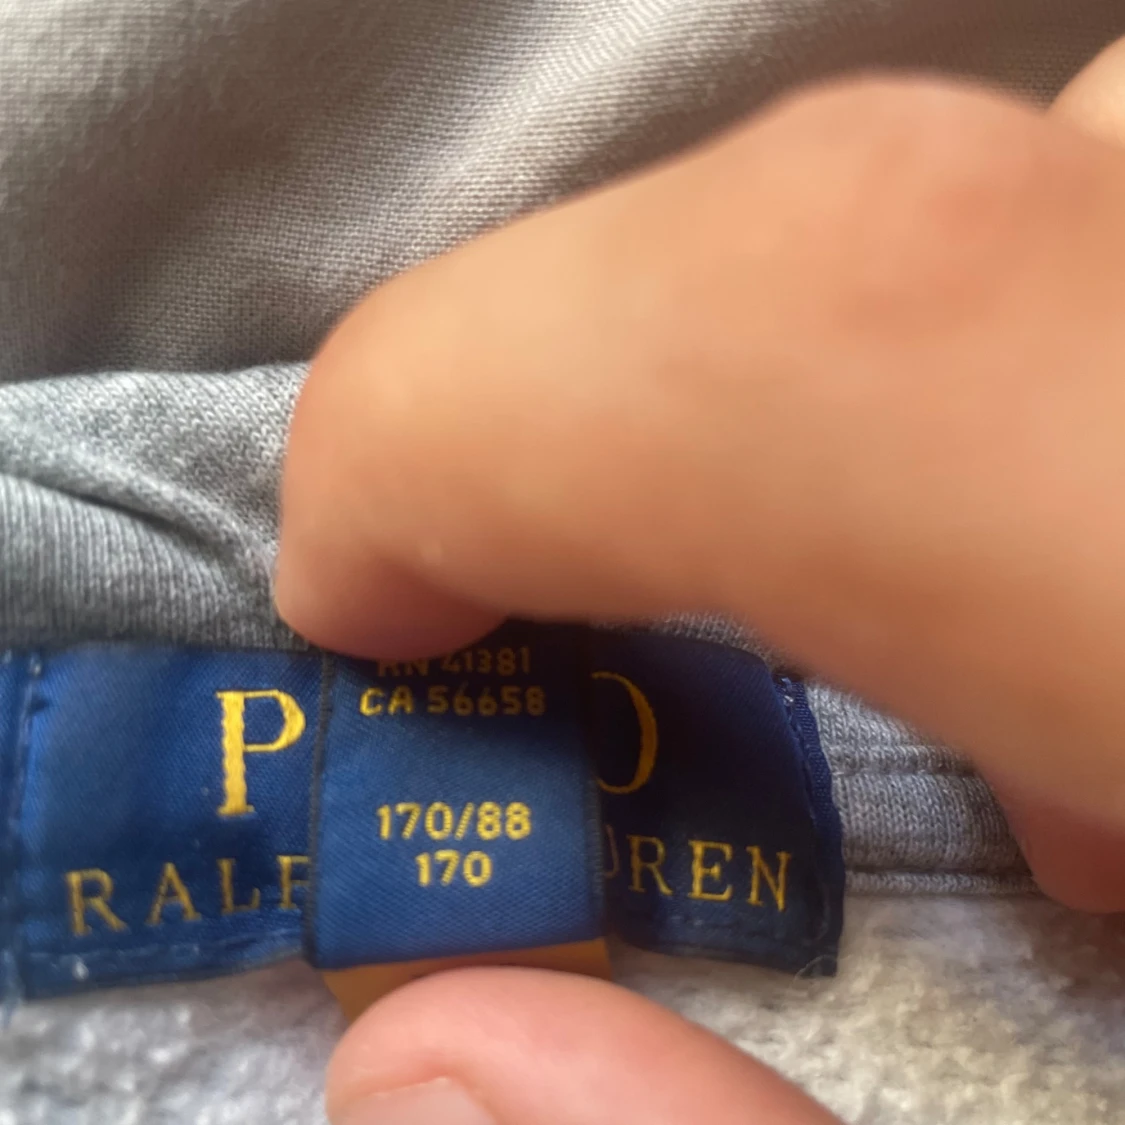 RN 41381
CA 56658
P O
170/88
170
RALF UREN